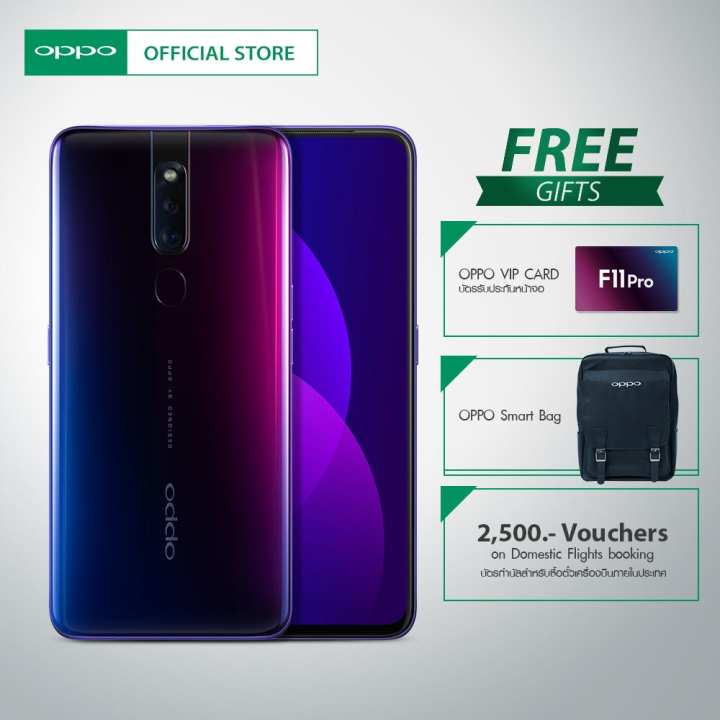 oppo
OFFICIAL STORE
FREE
GIFTS
OPPO VIP CARD
บัตรรับประกันหน้าจอ
oppo
F11Pro
OPPO Smart Bag
oppo
2,500.- Vouchers
on Domestic Flights booking
บัตรกำนัลสำหรับซื้อตั๋วเครื่องบินภายในประเทศ
DESIGNED BY OPPO
oppo